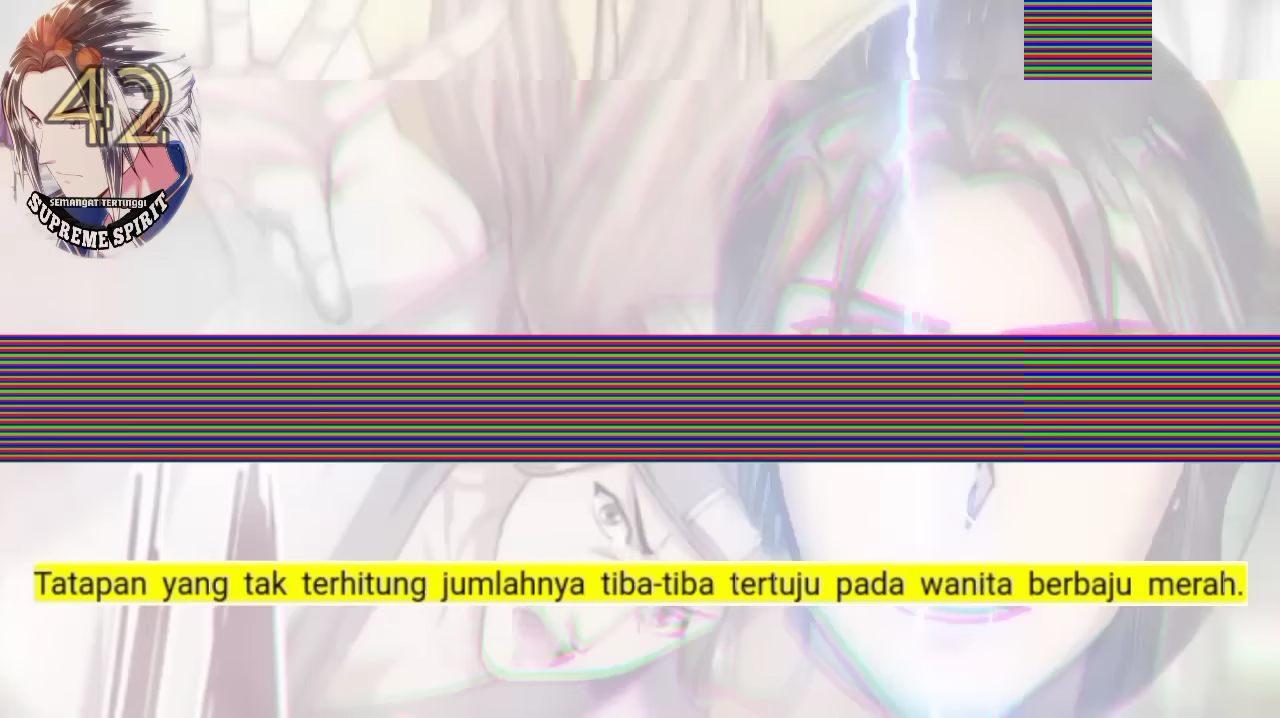 42
SEMANGAT TERTINGGI
SUPREME SPIRIT
Tatapan yang tak terhitung jumlahnya tiba-tiba tertuju pada wanita berbaju merah.